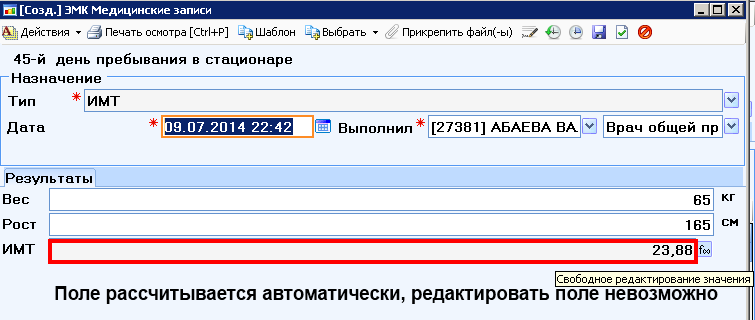 [Созд.] ЭМК Медицинские записи
Действия Печать осмотра [Ctrl+P] Шаблон Выбрать Прикрепить файл(-ы)
45-й день пребывания в стационаре
Назначение
Тип * ИМТ
Дата * 09.07.2014 22:42 Выполнил * [27381] АБАЕВА ВА. Врач общей пр
Результаты
Вес 65 кг
Рост 165 см
ИМТ 23,88
Свободное редактирование значения
Поле рассчитывается автоматически, редактировать поле невозможно